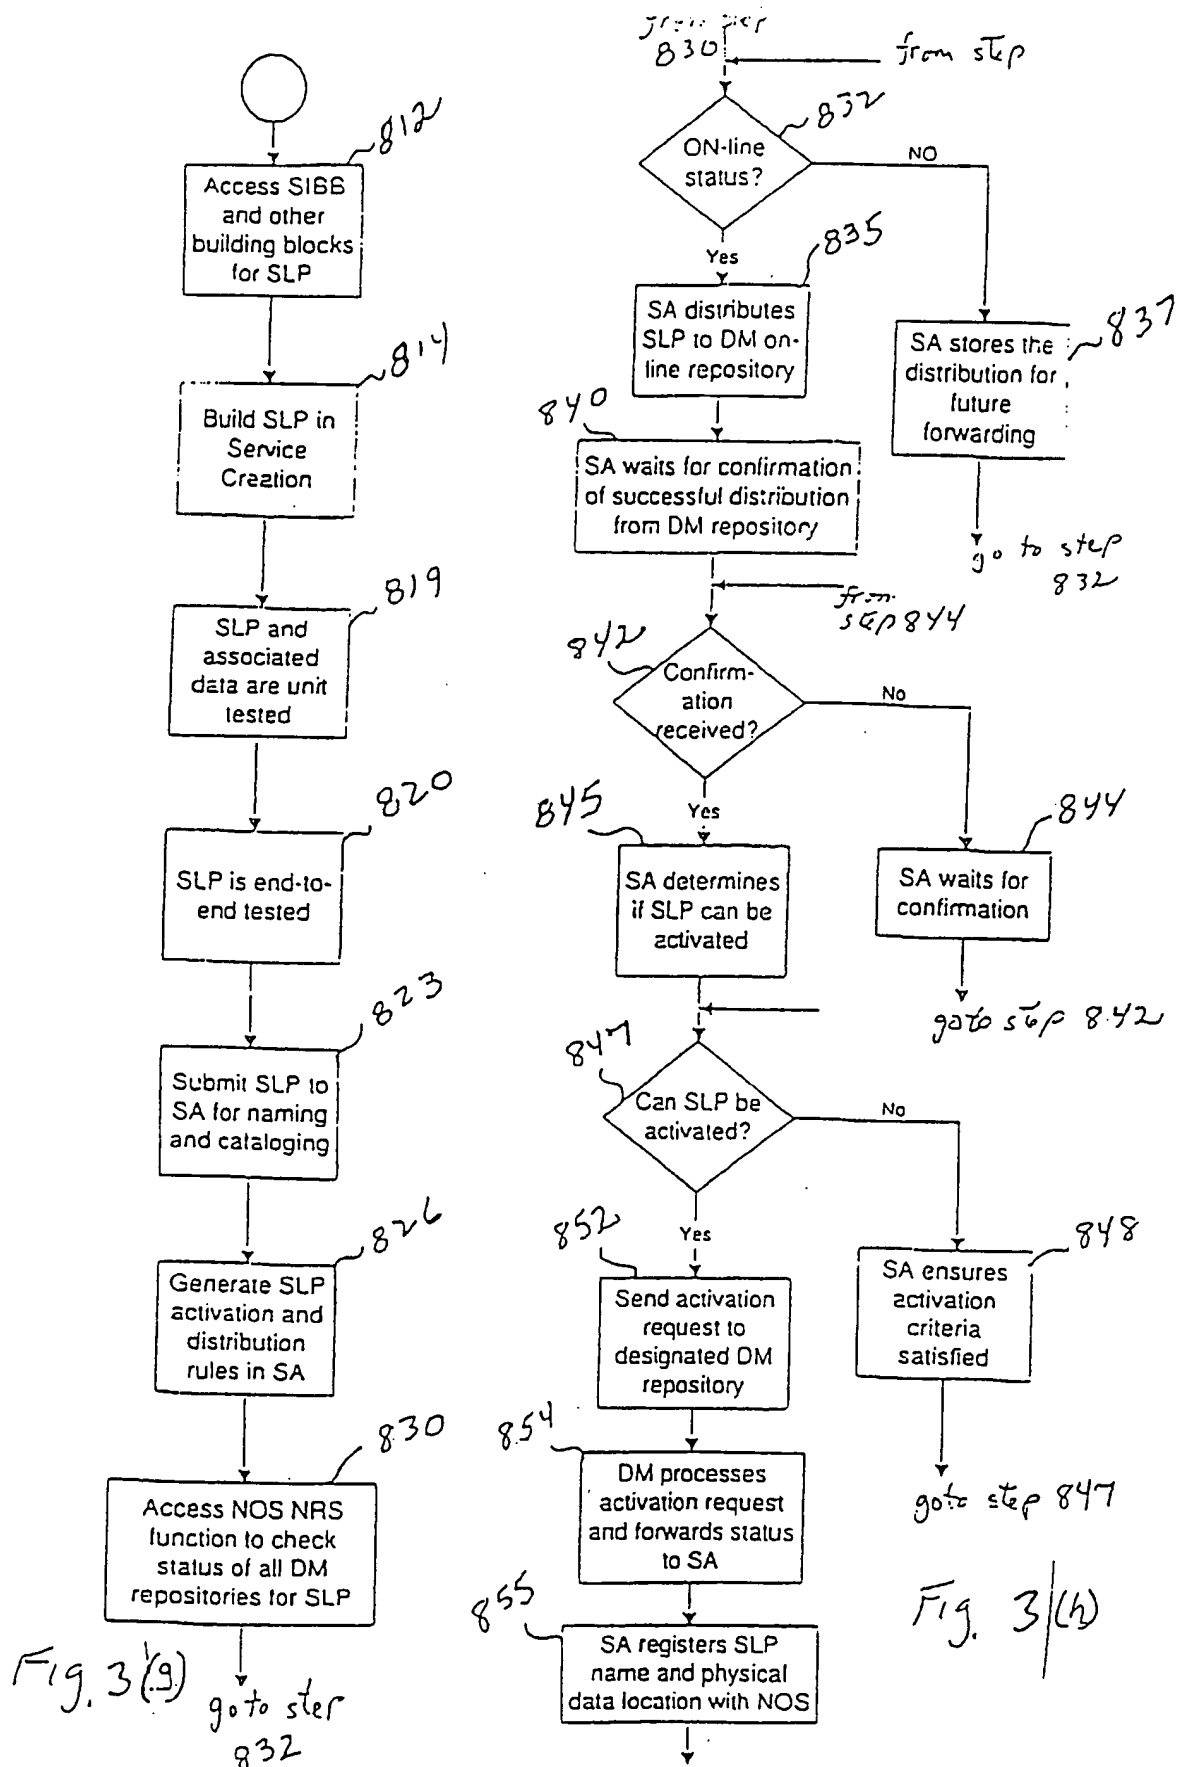 812
Access SIBB
and other
building blocks
for SLP
814
Build SLP in
Service
Creation
819
SLP and
associated
data are unit
tested
820
SLP is end-to-
end tested
823
Submit SLP to
SA for naming
and cataloging
826
Generate SLP
activation and
distribution
rules in SA
830
Access NOS NRS
function to check
status of all DM
repositories for SLP
Fig. 3(g)
go to step
832
from step
830
from step
832
ON-line
status?
NO
Yes
835
SA distributes
SLP to DM on-
line repository
837
SA stores the
distribution for
future
forwarding
go to step
832
840
SA waits for confirmation
of successful distribution
from DM repository
from
step 844
842
Confirm-
ation
received?
No
Yes
844
SA waits for
confirmation
go to step 842
845
SA determines
if SLP can be
activated
847
Can SLP be
activated?
No
Yes
848
SA ensures
activation
criteria
satisfied
go to step 847
852
Send activation
request to
designated DM
repository
854
DM processes
activation request
and forwards status
to SA
855
SA registers SLP
name and physical
data location with NOS
Fig. 3(h)